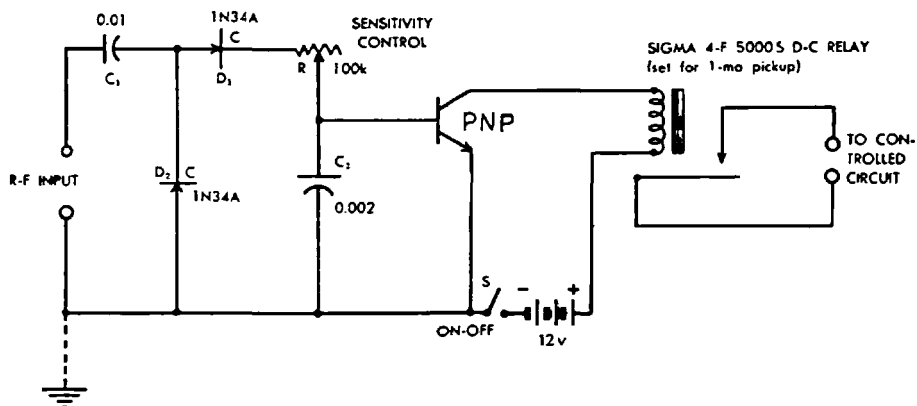 0.01
C₁
1N34A
C
D₁
SENSITIVITY
CONTROL
R
100k
SIGMA 4-F 5000S D-C RELAY
(set for 1-ma pickup)
PNP
TO CON-
TROLLED
CIRCUIT
R-F INPUT
D₂
C
1N34A
C₂
0.002
S
ON-OFF
-
+
12v